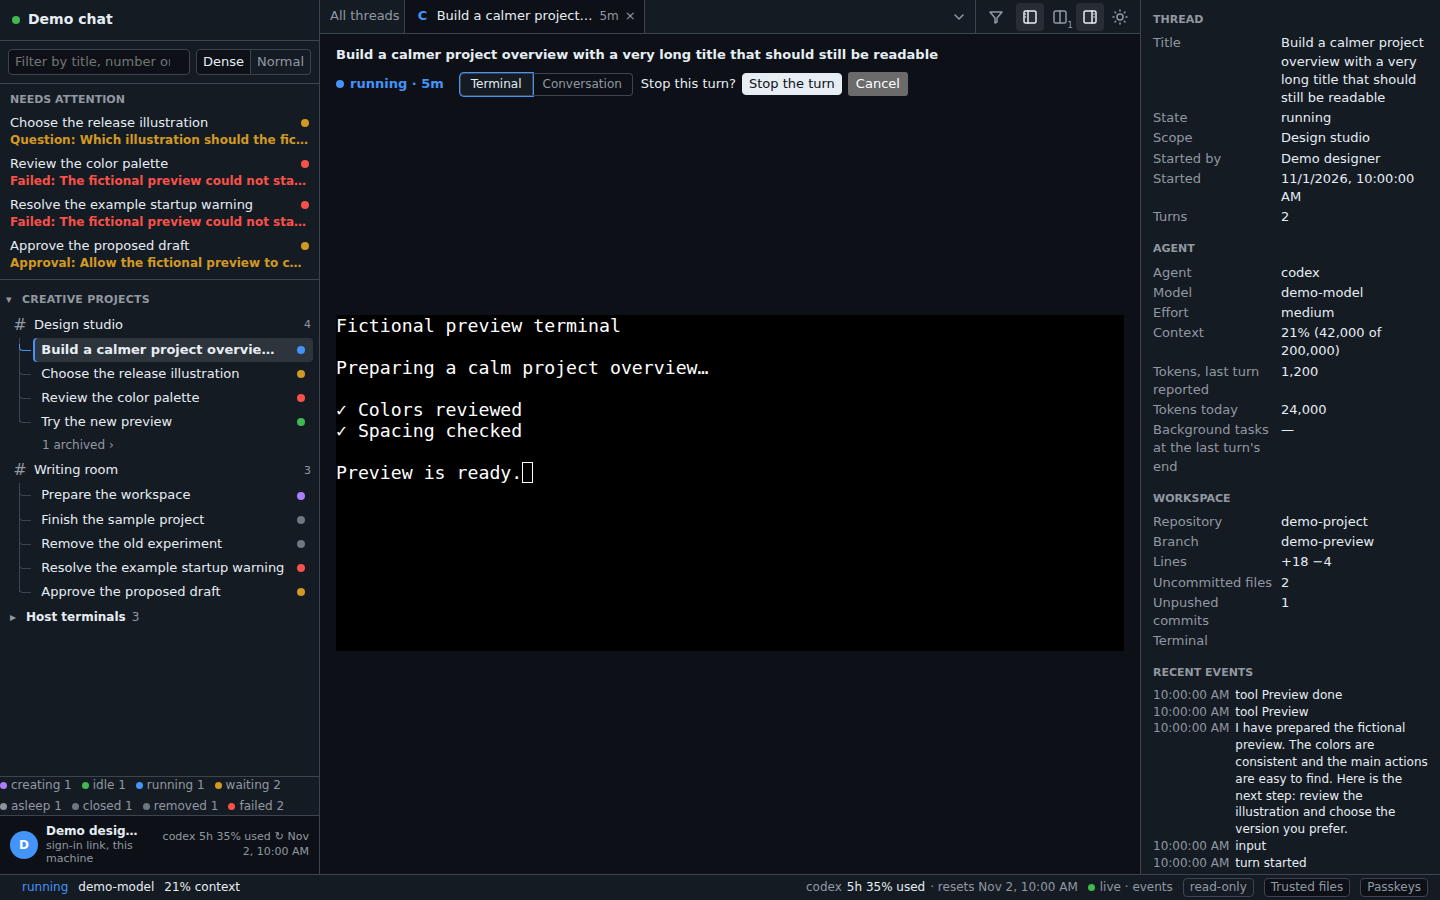 Demo chat
Filter by title, number or
Dense Normal
NEEDS ATTENTION
Choose the release illustration
Question: Which illustration should the fic…
Review the color palette
Failed: The fictional preview could not sta…
Resolve the example startup warning
Failed: The fictional preview could not sta…
Approve the proposed draft
Approval: Allow the fictional preview to c…
▾ CREATIVE PROJECTS
# Design studio 4
Build a calmer project overvie…
Choose the release illustration
Review the color palette
Try the new preview
1 archived ›
# Writing room 3
Prepare the workspace
Finish the sample project
Remove the old experiment
Resolve the example startup warning
Approve the proposed draft
▸ Host terminals 3
creating 1 idle 1 running 1 waiting 2
asleep 1 closed 1 removed 1 failed 2
D
Demo desig…
sign-in link, this
machine
codex 5h 35% used ↻ Nov
2, 10:00 AM
All threads
C Build a calmer project… 5m ×
1
Build a calmer project overview with a very long title that should still be readable
running · 5m
Terminal Conversation
Stop this turn? Stop the turn Cancel
Fictional preview terminal
Preparing a calm project overview…
✓ Colors reviewed
✓ Spacing checked
Preview is ready.
THREAD
Title Build a calmer project
overview with a very
long title that should
still be readable
State running
Scope Design studio
Started by Demo designer
Started 11/1/2026, 10:00:00
AM
Turns 2
AGENT
Agent codex
Model demo-model
Effort medium
Context 21% (42,000 of
200,000)
Tokens, last turn 1,200
reported
Tokens today 24,000
Background tasks —
at the last turn's
end
WORKSPACE
Repository demo-project
Branch demo-preview
Lines +18 −4
Uncommitted files 2
Unpushed 1
commits
Terminal
RECENT EVENTS
10:00:00 AM tool Preview done
10:00:00 AM tool Preview
10:00:00 AM I have prepared the fictional
preview. The colors are
consistent and the main actions
are easy to find. Here is the
next step: review the
illustration and choose the
version you prefer.
10:00:00 AM input
10:00:00 AM turn started
running demo-model 21% context
codex 5h 35% used · resets Nov 2, 10:00 AM live · events read-only Trusted files Passkeys